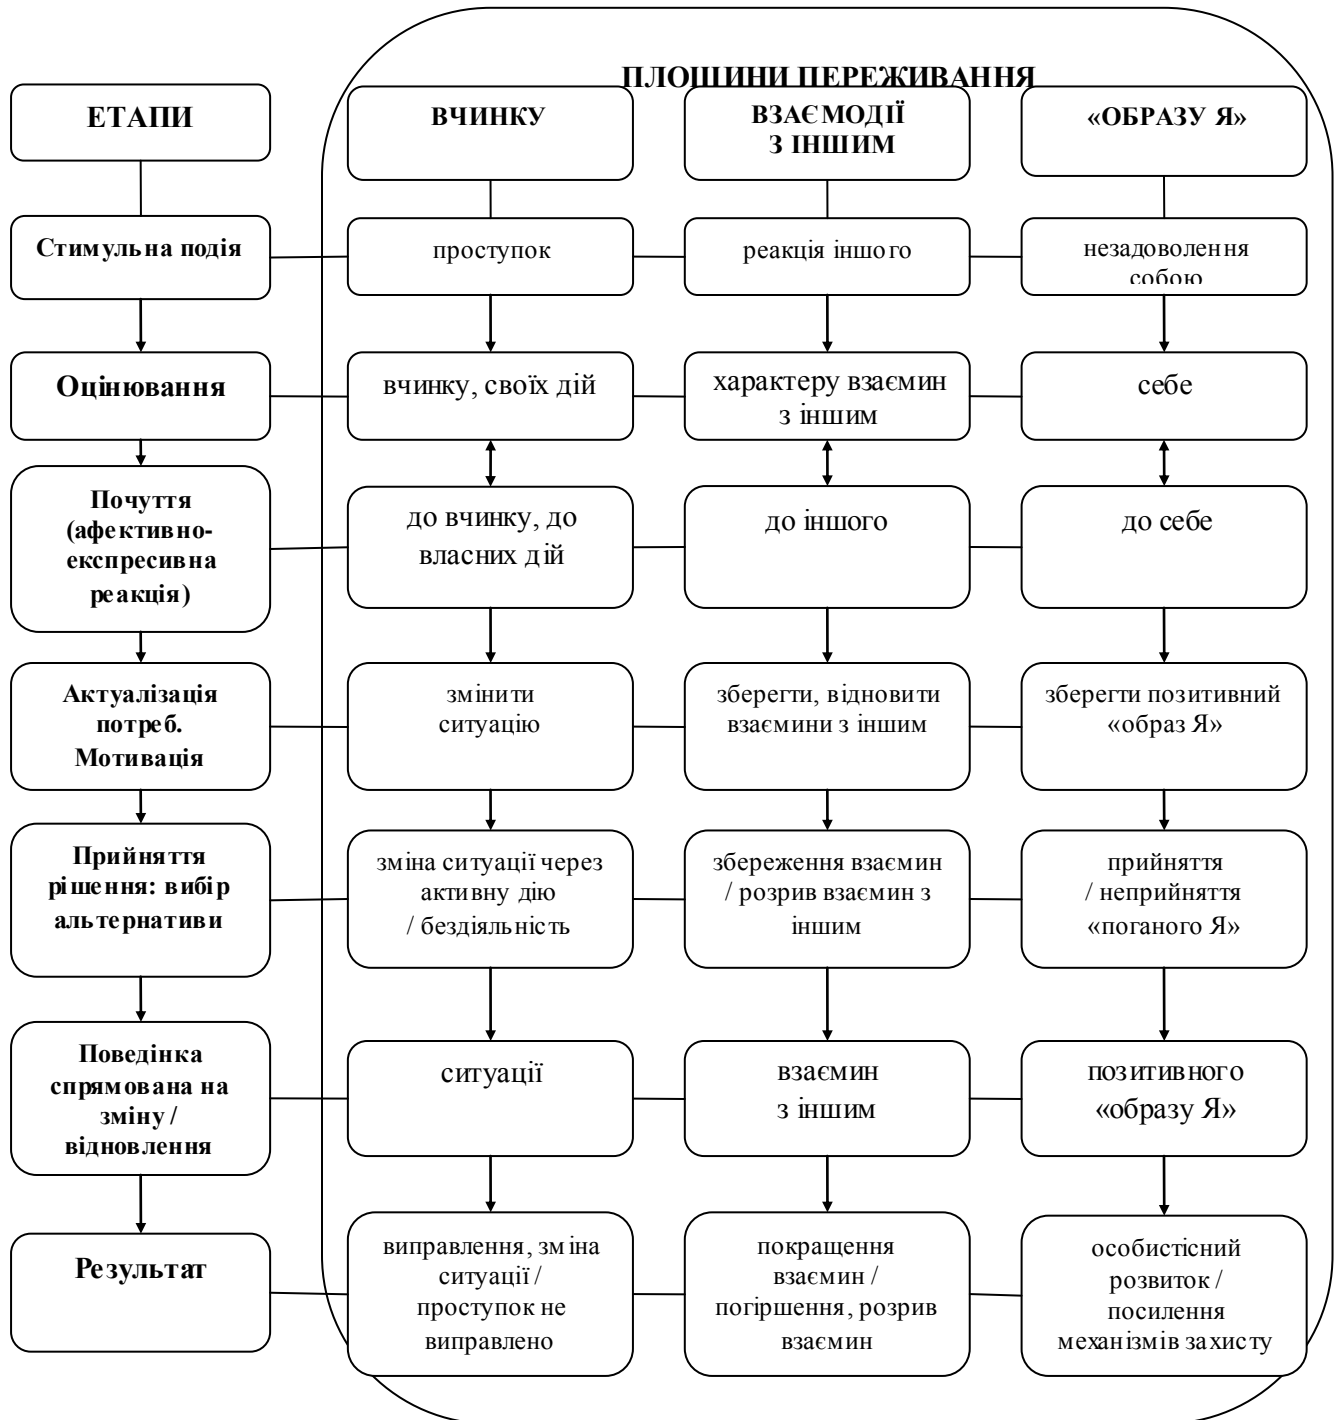 ПЛОЩИНИ ПЕРЕЖИВАННЯ
ЕТАПИ
ВЧИНКУ
ВЗАЄМОДІЇ
З ІНШИМ
«ОБРАЗУ Я»
Стимульна подія
проступок
реакція іншого
незадоволення
собою
Оцінювання
вчинку, своїх дій
характеру взаємин
з іншим
себе
Почуття
(афективно-
експресивна
реакція)
до вчинку, до
власних дій
до іншого
до себе
Актуалізація
потреб.
Мотивація
змінити
ситуацію
зберегти, відновити
взаємини з іншим
зберегти позитивний
«образ Я»
Прийняття
рішення: вибір
альтернативи
зміна ситуації через
активну дію
/ бездіяльність
збереження взаємин
/ розрив взаємин з
іншим
прийняття
/ неприйняття
«поганого Я»
Поведінка
спрямована на
зміну /
відновлення
ситуації
взаємин
з іншим
позитивного
«образу Я»
Результат
виправлення, зміна
ситуації /
проступок не
виправлено
покращення
взаємин /
погіршення, розрив
взаємин
особистісний
розвиток /
посилення
механізмів захисту